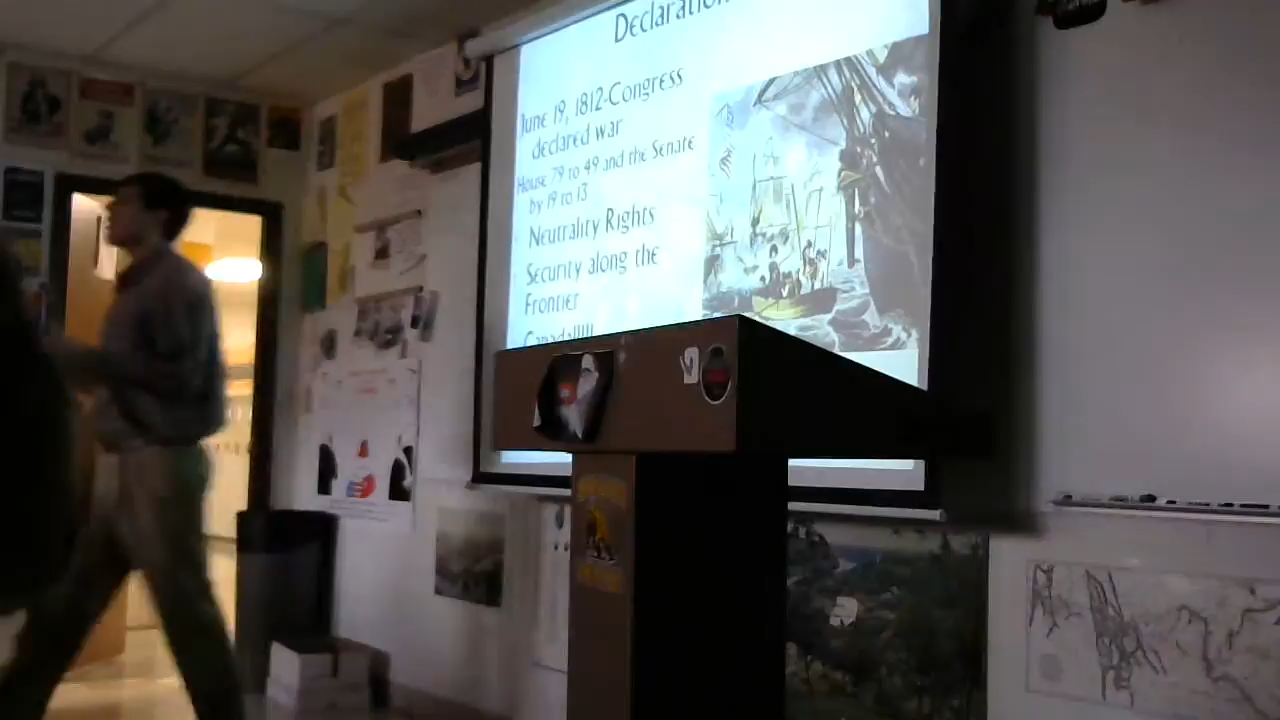 Declaration
June 19, 1812-Congress
declared war
House 79 to 49 and the Senate
by 19 to 13
Neutrality Rights
Security along the
Frontier
Canada!!!!